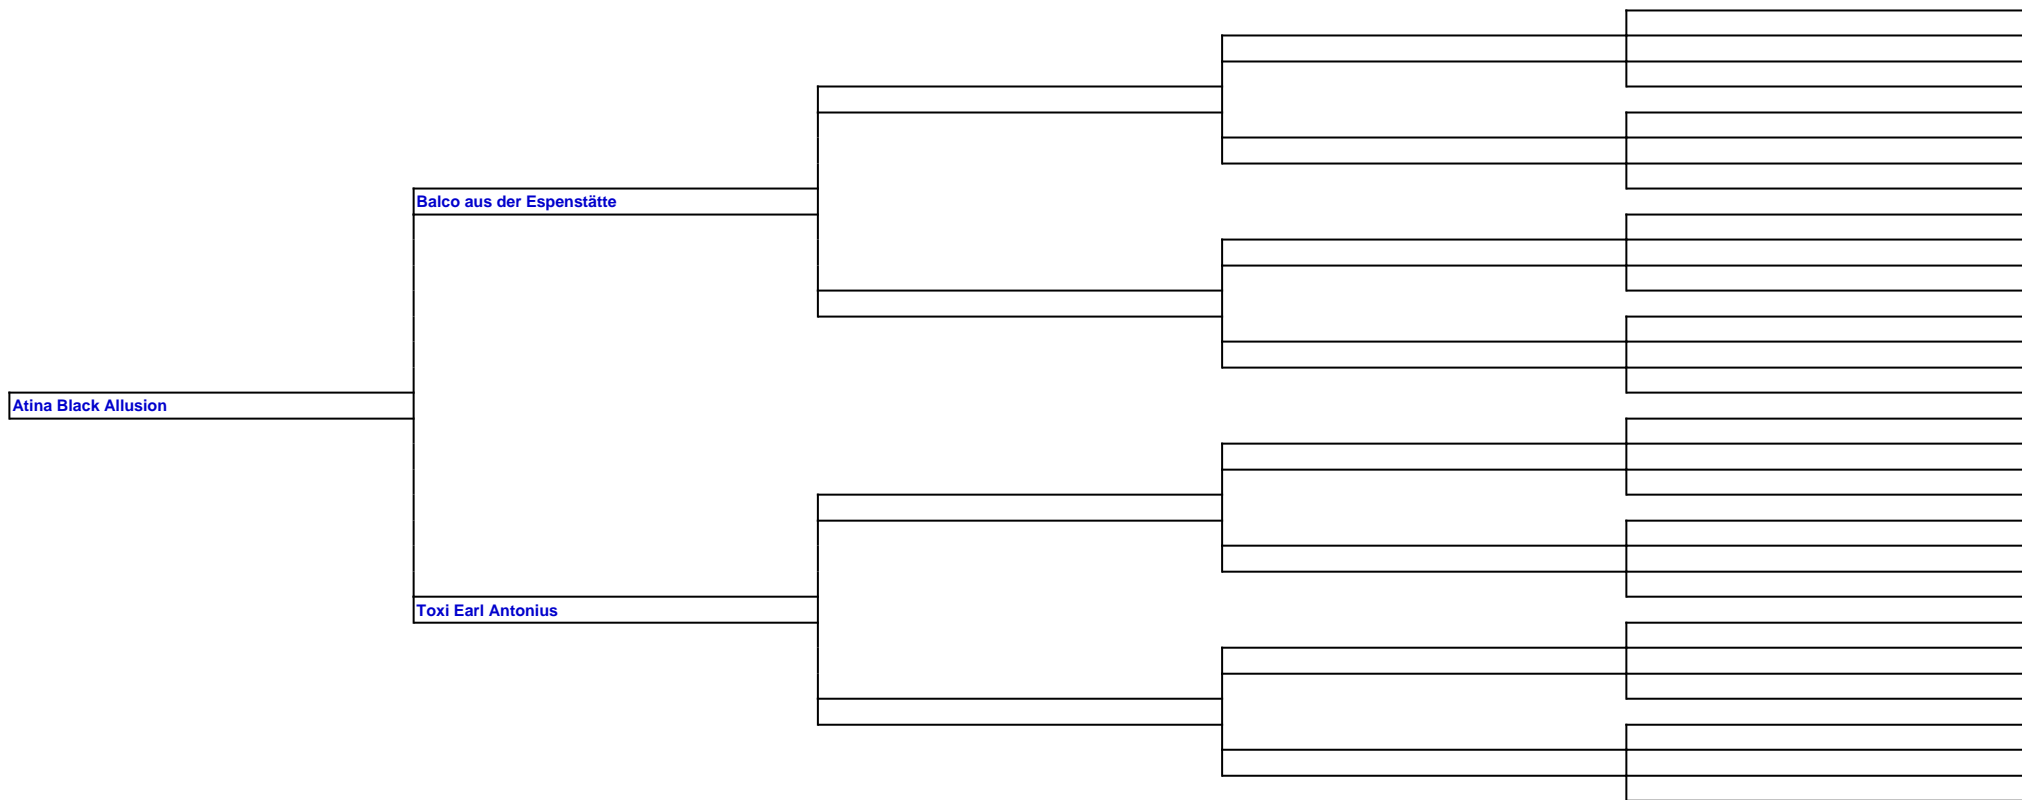 Balco aus der Espenstätte
Atina Black Allusion
Toxi Earl Antonius